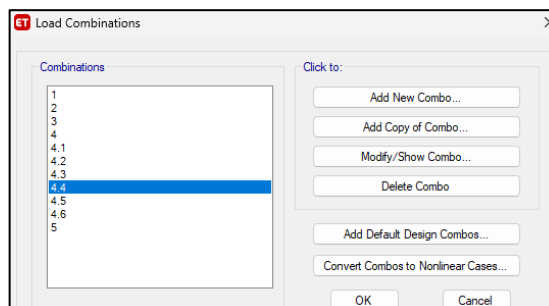 ET Load Combinations
Combinations
1
2
3
4
4.1
4.2
4.3
4.4
4.5
4.6
5
Click to:
Add New Combo...
Add Copy of Combo...
Modify/Show Combo...
Delete Combo
Add Default Design Combos...
Convert Combos to Nonlinear Cases...
OK
Cancel